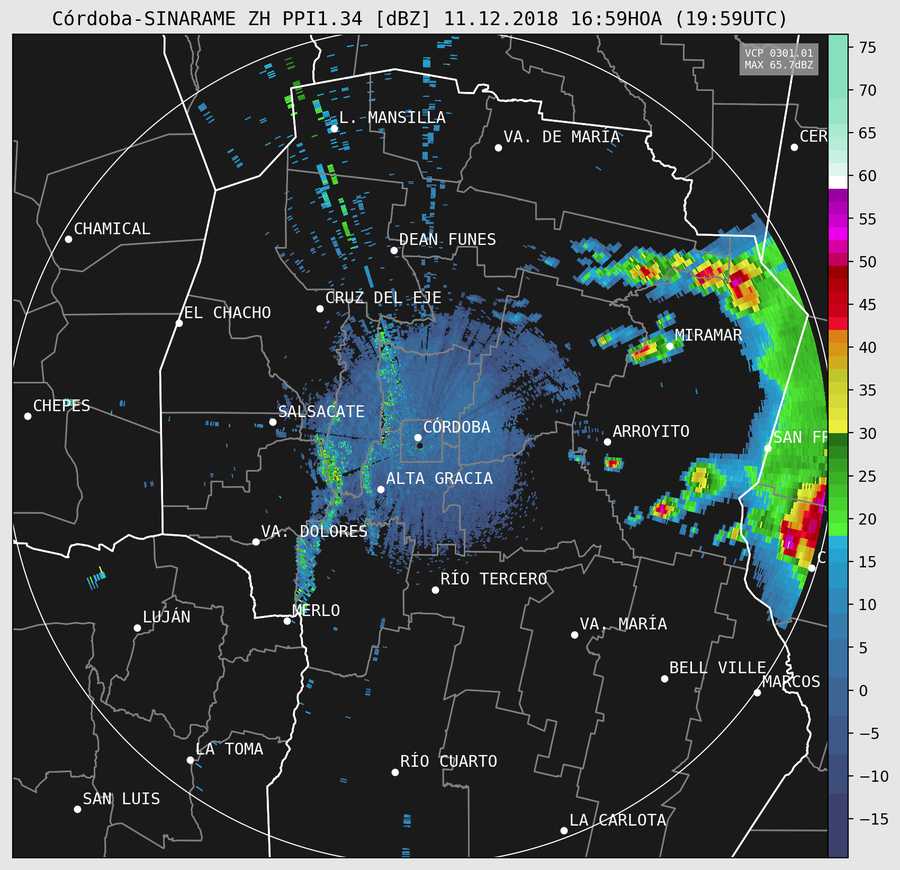 Córdoba-SINARAME ZH PPI1.34 [dBZ] 11.12.2018 16:59HOA (19:59UTC)
VCP 0301.01
MAX 65.7dBZ
75
70
L. MANSILLA
VA. DE MARÍA
CER
65
60
CHAMICAL
DEAN FUNES
55
50
CRUZ DEL EJE
EL CHACHO
45
MIRAMAR
40
35
CHEPES
SALSACATE
CÓRDOBA
ARROYITO
SAN FR
30
ALTA GRACIA
25
20
VA. DOLORES
C
15
RÍO TERCERO
10
LUJÁN
MERLO
VA. MARÍA
5
BELL VILLE
MARCOS
0
−5
LA TOMA
RÍO CUARTO
−10
SAN LUIS
LA CARLOTA
−15